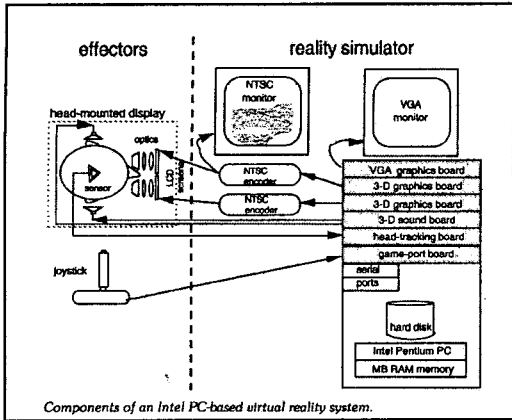 effectors
reality simulator
head-mounted display
optics
sensor
LCD
NTSC
monitor
VGA
monitor
NTSC
encoder
NTSC
encoder
VGA graphics board
3-D graphics board
3-D graphics board
3-D sound board
head-tracking board
game-port board
aerial
ports
joystick
hard disk
Intel Pentium PC
MB RAM memory
Components of an Intel PC-based virtual reality system.